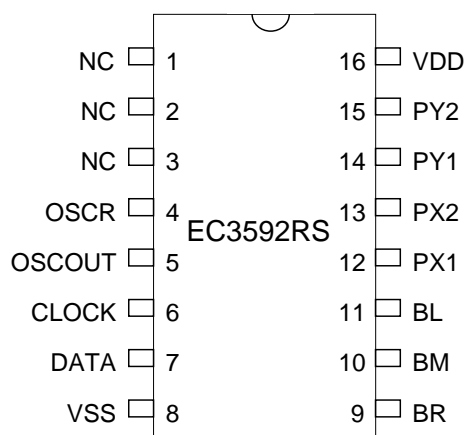 NC 1 16 VDD
NC 2 15 PY2
NC 3 14 PY1
OSCR 4 13 PX2
EC3592RS
OSCOUT 5 12 PX1
CLOCK 6 11 BL
DATA 7 10 BM
VSS 8 9 BR